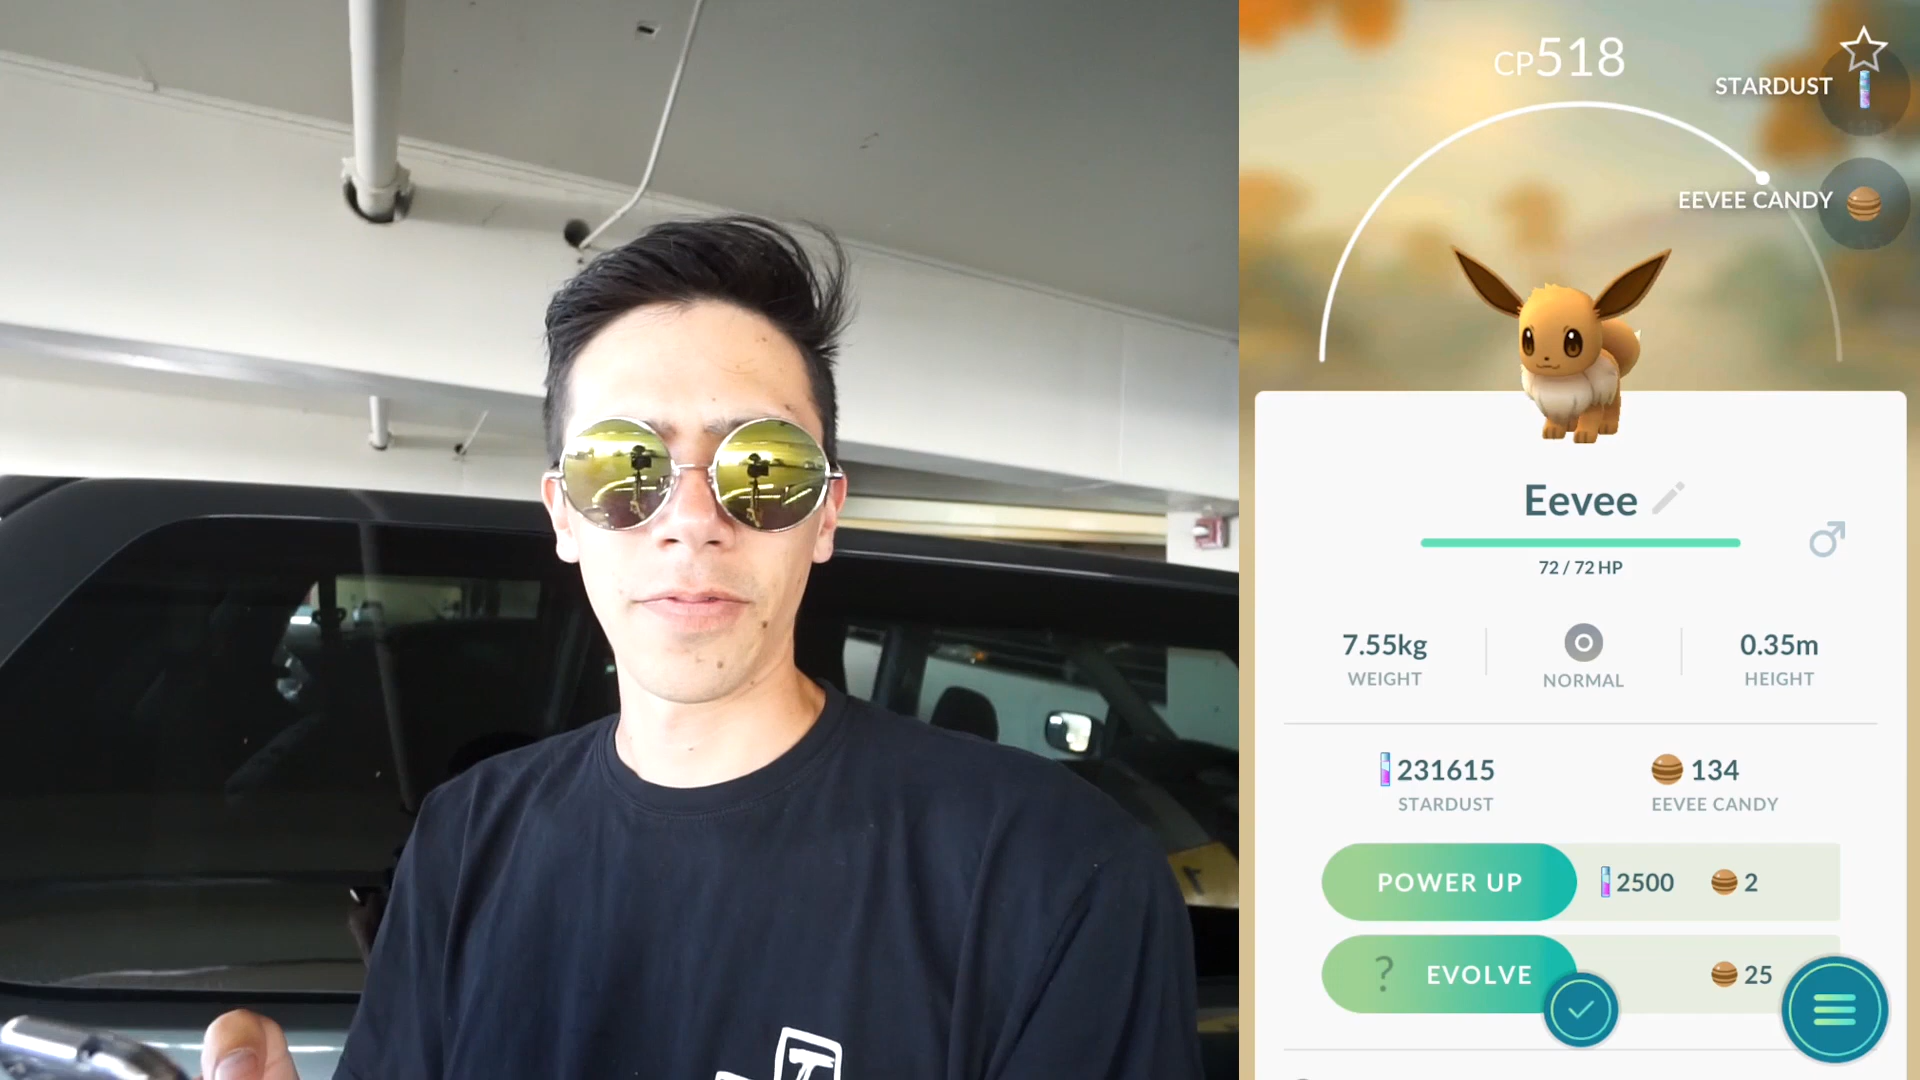 CP518
STARDUST
EEVEE CANDY
Eevee
72 / 72 HP
7.55kg
WEIGHT
NORMAL
0.35m
HEIGHT
231615
STARDUST
134
EEVEE CANDY
POWER UP 2500 2
? EVOLVE 25